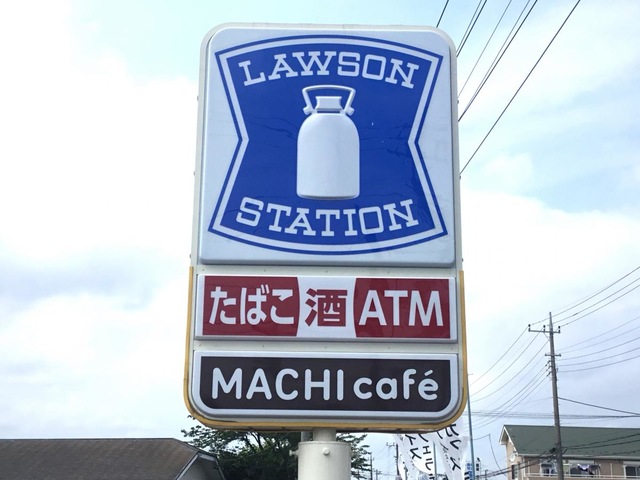 LAWSON
STATION
たばこ 酒 ATM
MACHI café